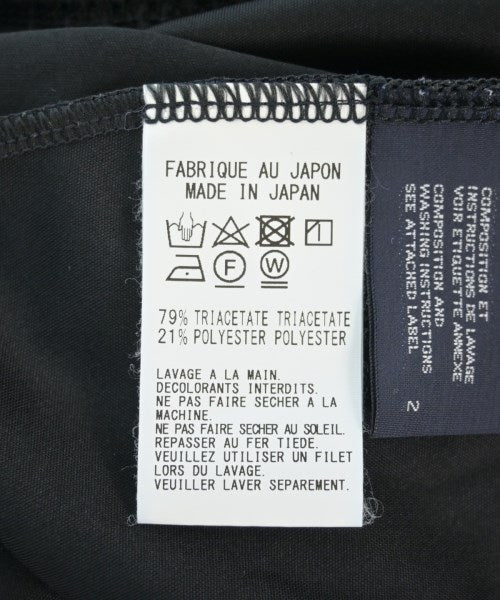 FABRIQUE AU JAPON
MADE IN JAPAN
F
W
79% TRIACETATE TRIACETATE
21% POLYESTER POLYESTER
LAVAGE A LA MAIN.
DECOLORANTS INTERDITS.
NE PAS FAIRE SECHER A LA
MACHINE.
NE PAS FAIRE SECHER AU SOLEIL.
REPASSER AU FER TIEDE.
VEUILLEZ UTILISER UN FILET
LORS DU LAVAGE.
VEUILLER LAVER SEPAREMENT.
COMPOSITION ET
INSTRUCTIONS DE LAVAGE
VOIR ETIQUETTE ANNEXE
COMPOSITION AND
WASHING INSTRUCTIONS
SEE ATTACHED LABEL
2